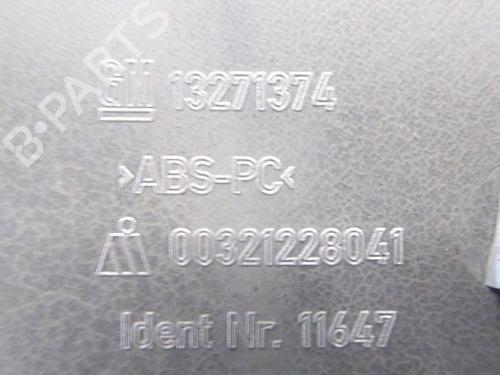 B-PARTS
GM 13271374
>ABS-PC<
00321228041
Ident Nr. 11647